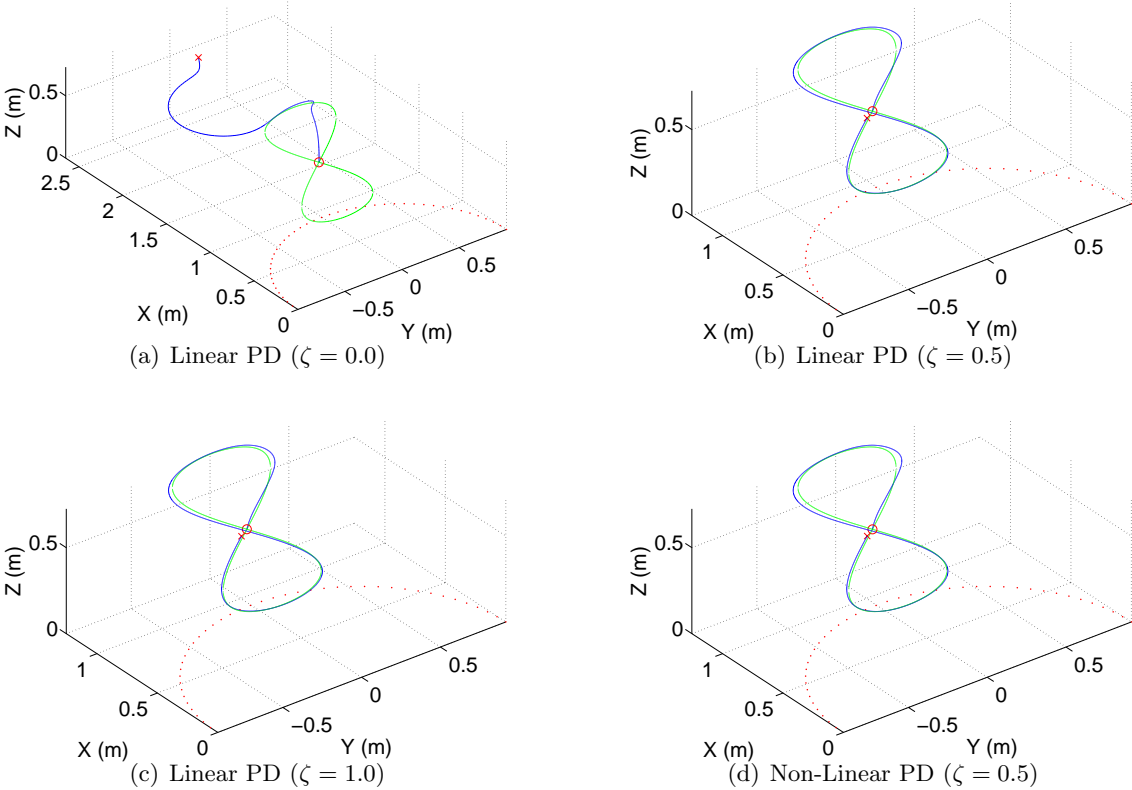 0.5
0
Z (m)
2.5
2
1.5
1
0.5
0
X (m)
−0.5
0
0.5
Y (m)
(a) Linear PD (ζ = 0.0)
0.5
0
Z (m)
1
0.5
0
X (m)
−0.5
0
0.5
Y (m)
(b) Linear PD (ζ = 0.5)
0.5
0
Z (m)
1
0.5
0
X (m)
−0.5
0
0.5
Y (m)
(c) Linear PD (ζ = 1.0)
0.5
0
Z (m)
1
0.5
0
X (m)
−0.5
0
0.5
Y (m)
(d) Non-Linear PD (ζ = 0.5)